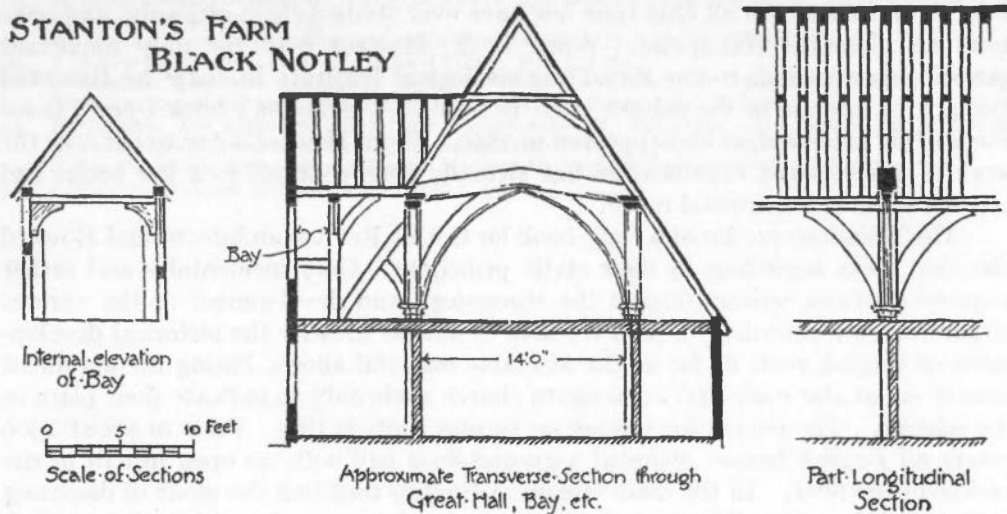 STANTON'S FARM
BLACK NOTLEY
Bay
14'.0".
Internal·elevation
of·Bay
0 5 10 Feet
Scale·of·Sections
Approximate·Transverse·Section through
Great·Hall, Bay, etc.
Part·Longitudinal
Section